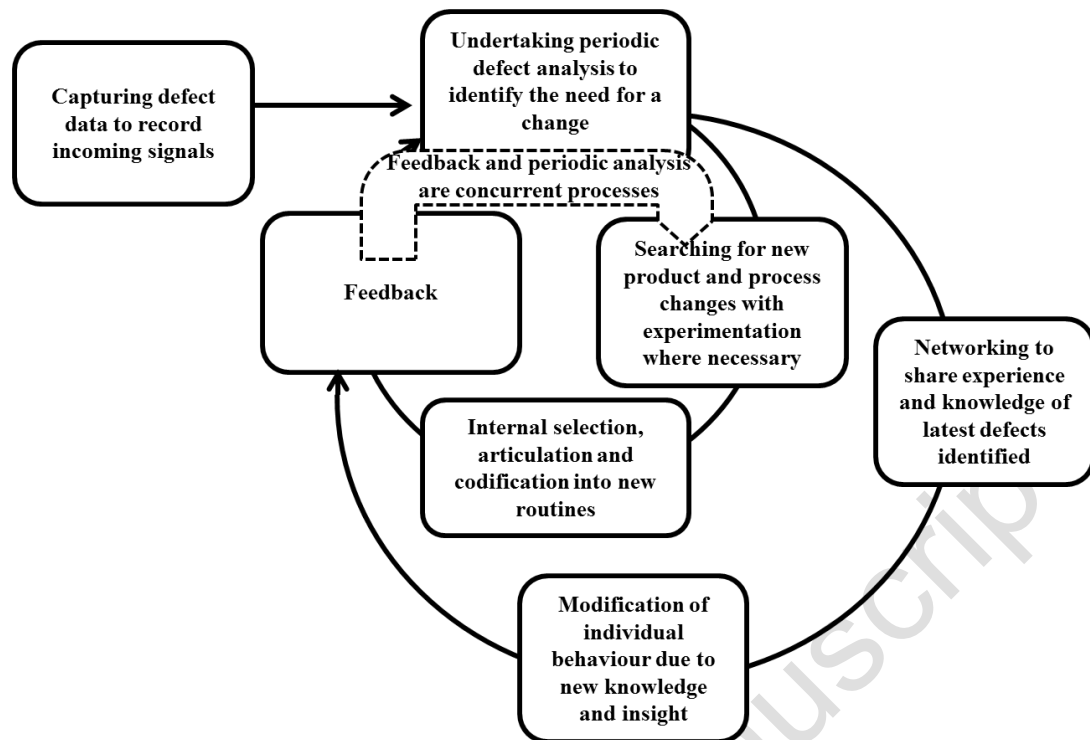 Undertaking periodic
defect analysis to
identify the need for a
change
Capturing defect
data to record
incoming signals
Feedback and periodic analysis
are concurrent processes
Feedback
Searching for new
product and process
changes with
experimentation
where necessary
Networking to
share experience
and knowledge of
latest defects
identified
Internal selection,
articulation and
codification into new
routines
Modification of
individual
behaviour due to
new knowledge
and insight